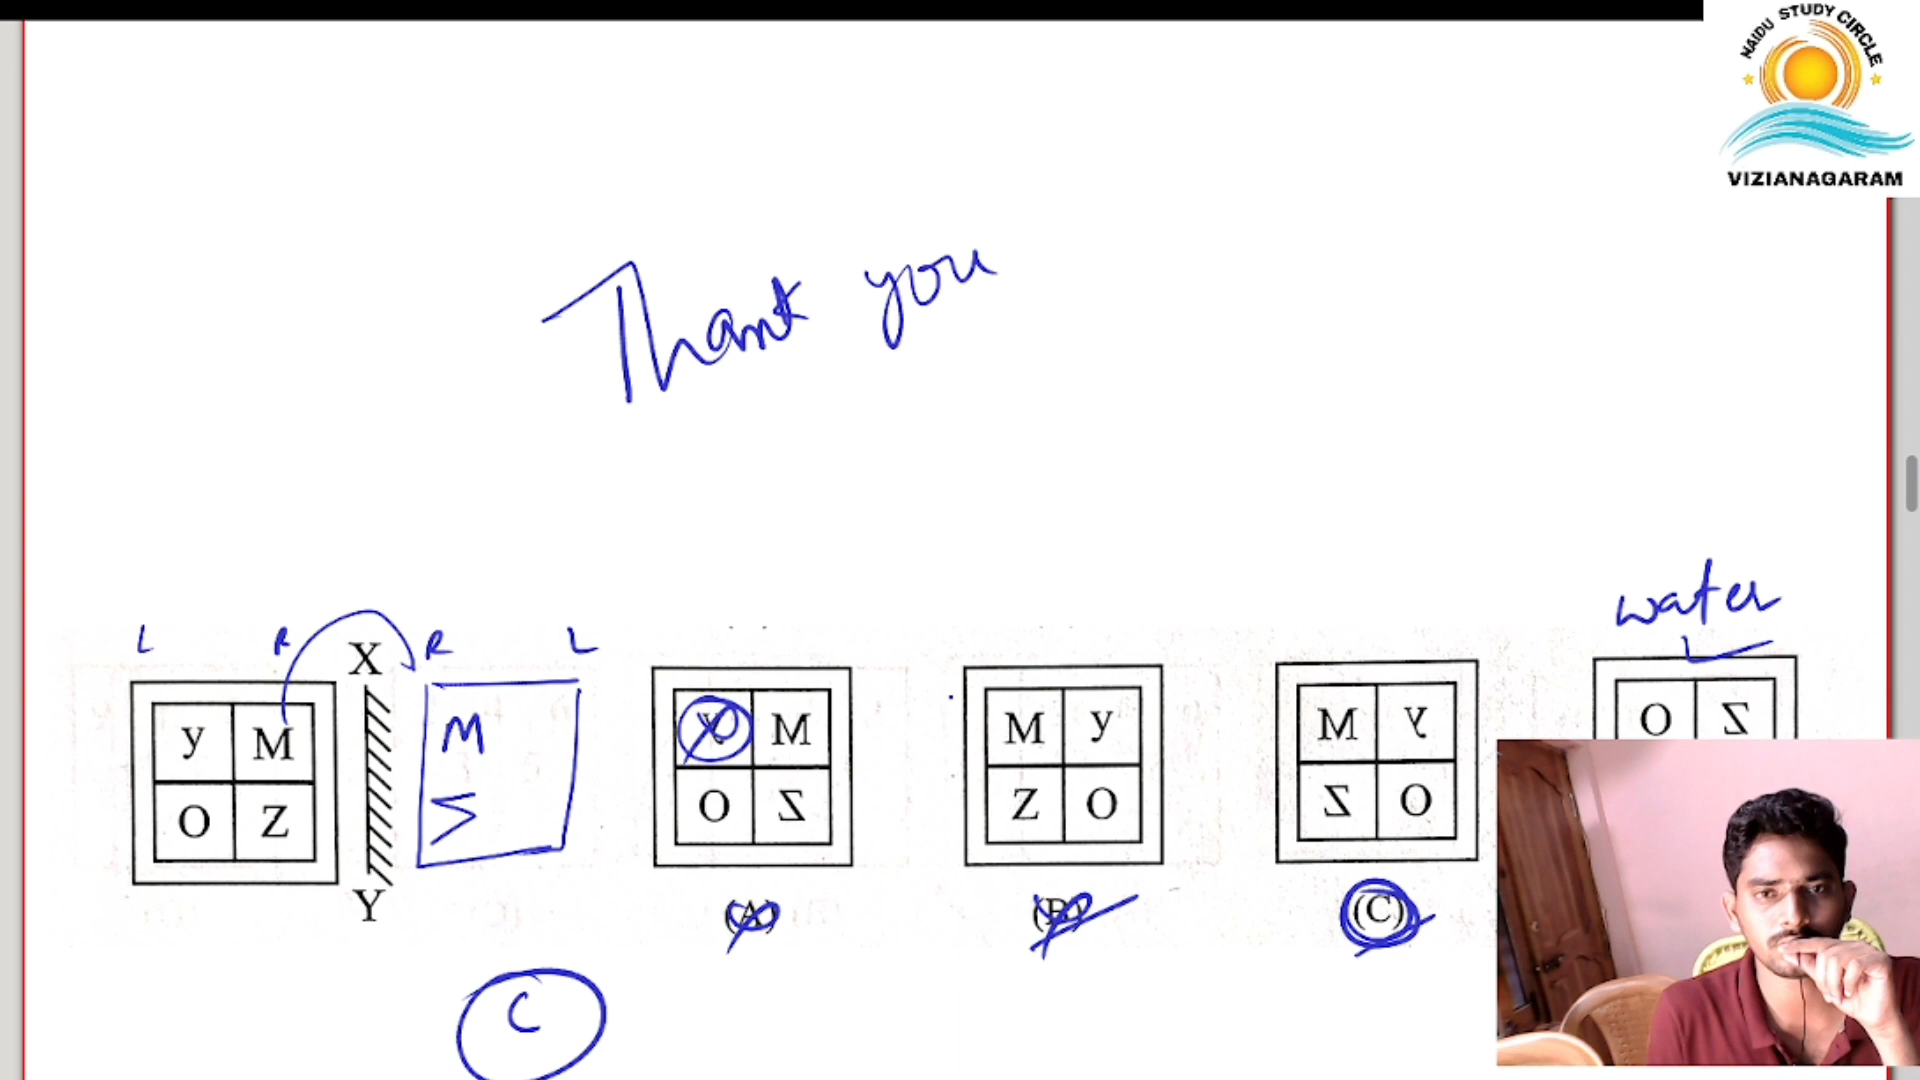 NAIDU STUDY CIRCLE
VIZIANAGARAM
Thank you
water
L R X R L
y M
O Z
M
Y
M
O
M y
Z O
M
O
O
(A) (B) (C)
C